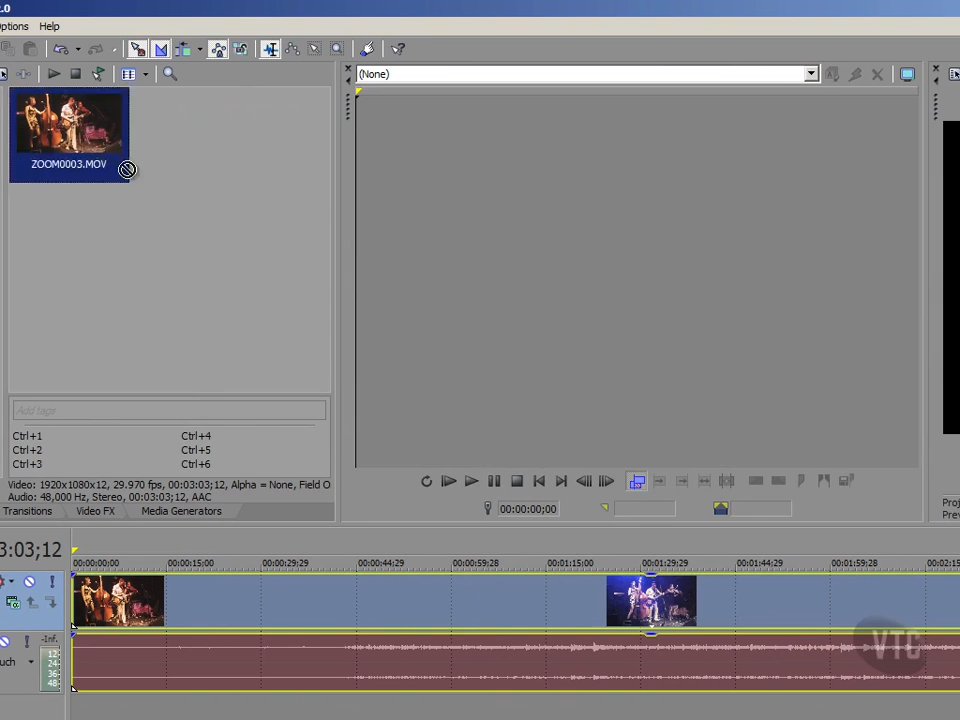 2.0
Options Help
(None)
ZOOM0003.MOV
Add tags
Ctrl+1 Ctrl+4
Ctrl+2 Ctrl+5
Ctrl+3 Ctrl+6
Video: 1920x1080x12, 29.970 fps, 00:03:03;12, Alpha = None, Field O
Audio: 48,000 Hz, Stereo, 00:03:03;12, AAC
Transitions Video FX Media Generators
00:00:00;00
Proj
Prev
3:03;12
00:00:00;00 00:00:15;00 00:00:29;29 00:00:44;29 00:00:59;28 00:01:15;00 00:01:29;29 00:01:44;29 00:01:59;28 00:02:15
-Inf.
12
24
36
48
uch
VTC